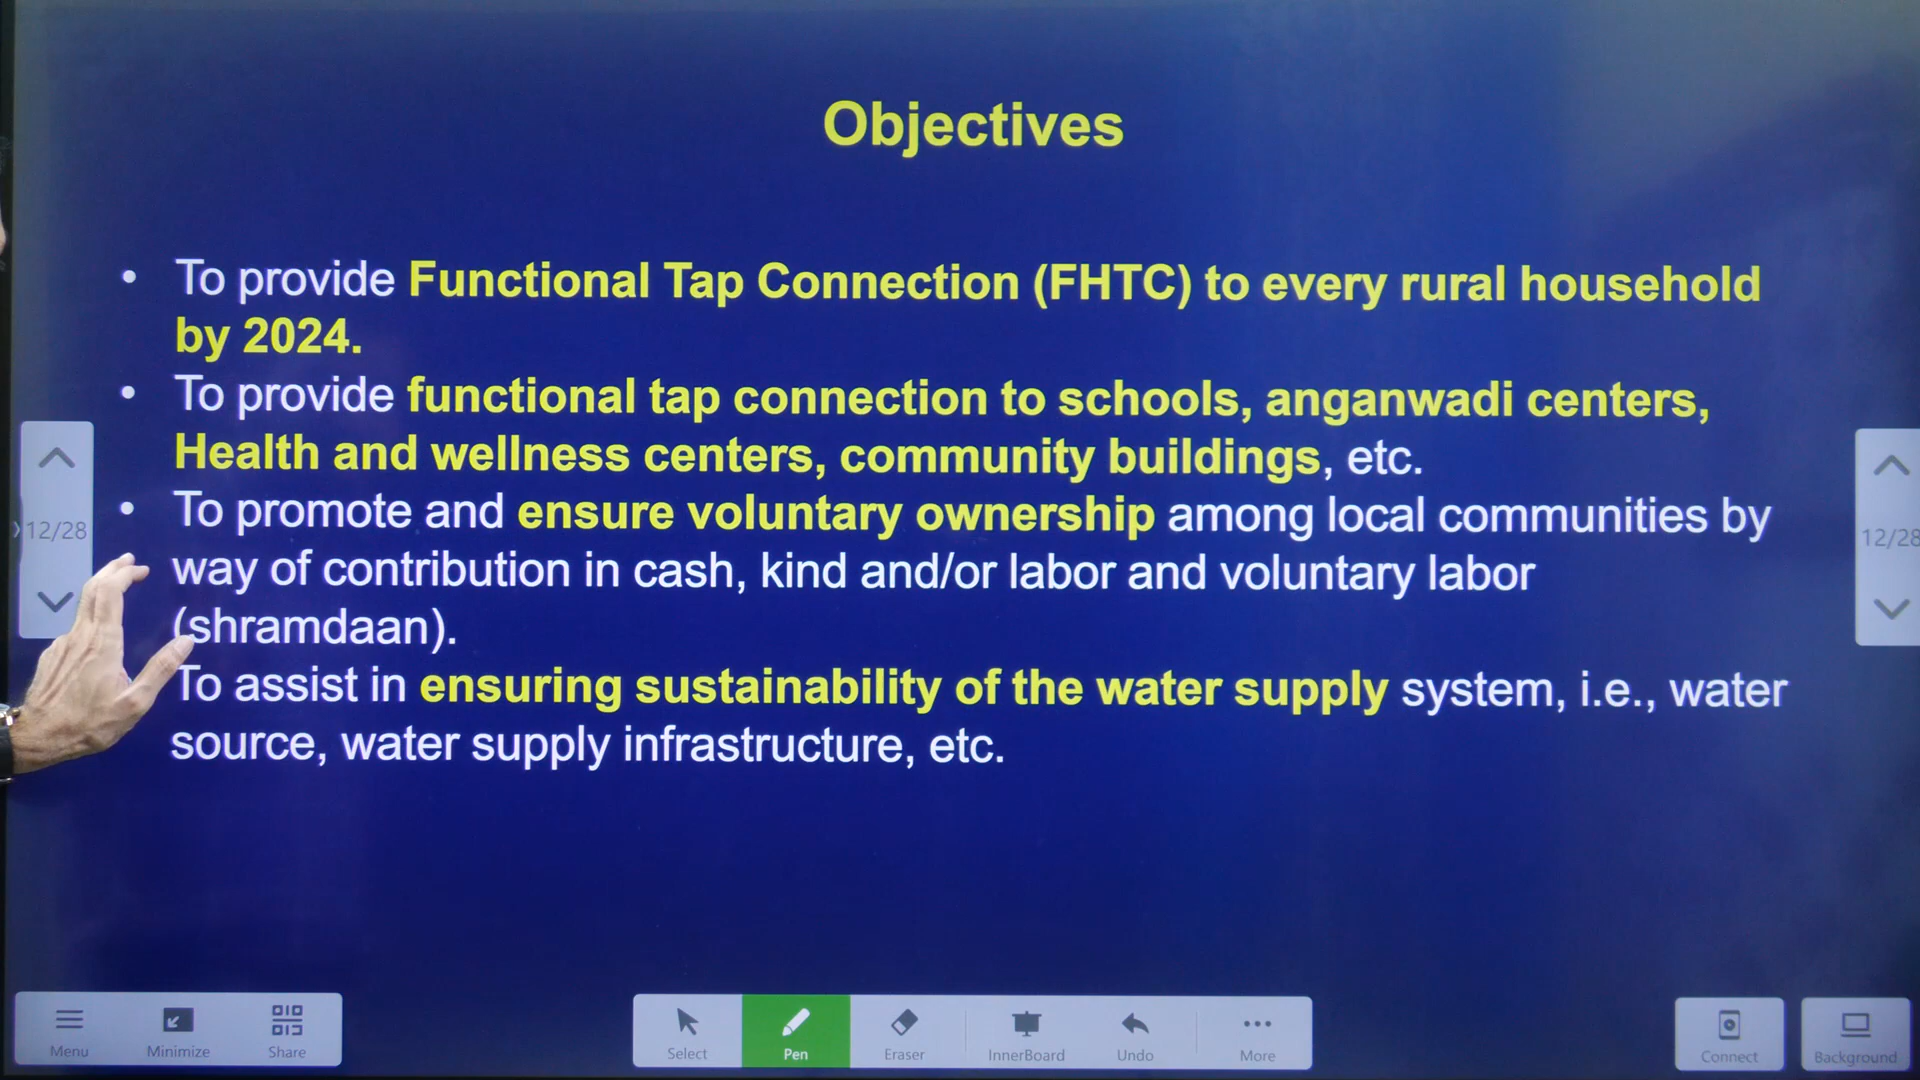 Objectives
• To provide Functional Tap Connection (FHTC) to every rural household
by 2024.
• To provide functional tap connection to schools, anganwadi centers,
Health and wellness centers, community buildings, etc.
• To promote and ensure voluntary ownership among local communities by
way of contribution in cash, kind and/or labor and voluntary labor
(shramdaan).
To assist in ensuring sustainability of the water supply system, i.e., water
source, water supply infrastructure, etc.
12/28
12/28
Menu
Minimize
Share
Select
Pen
Eraser
InnerBoard
Undo
More
Connect
Background